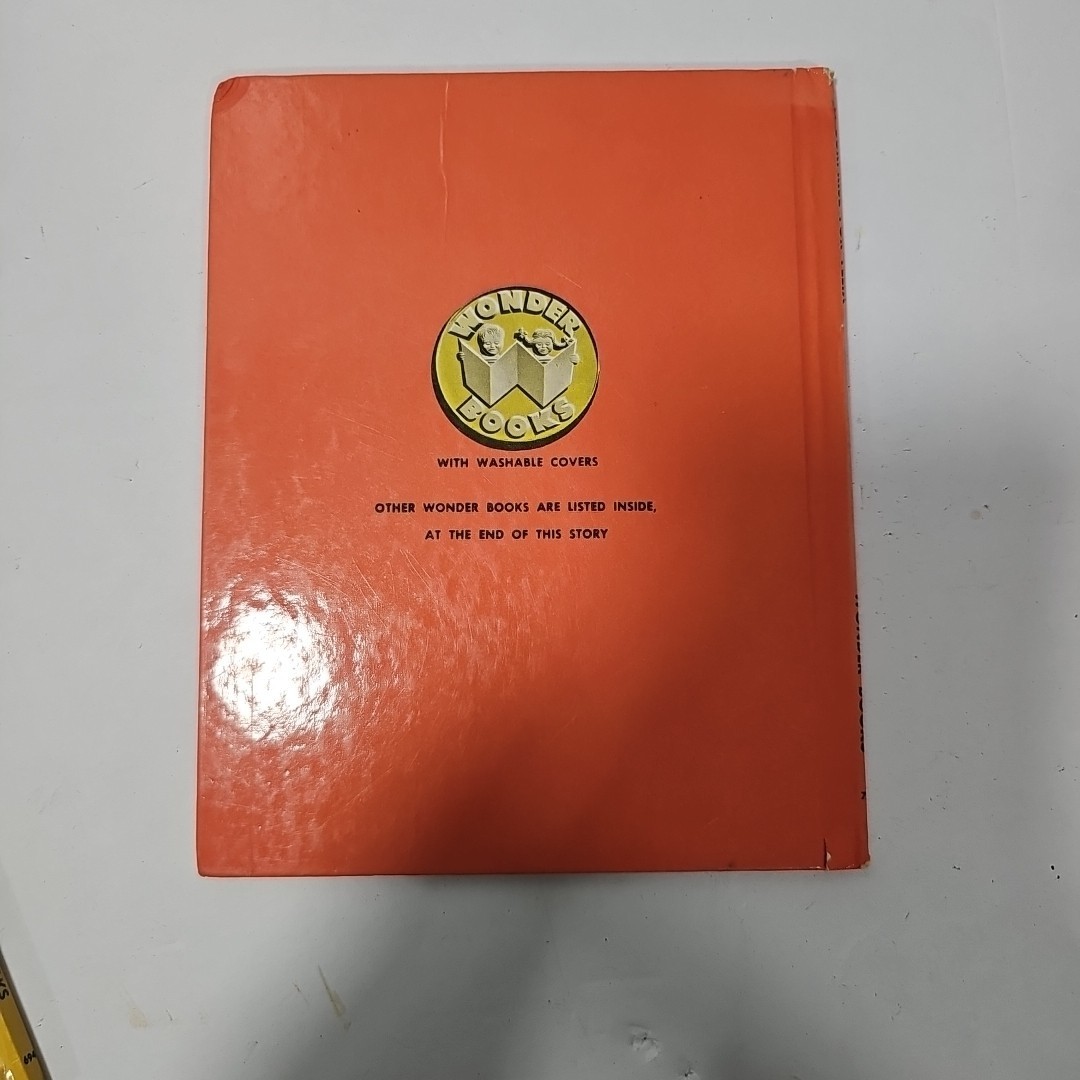 WONDER
BOOKS
WITH WASHABLE COVERS
OTHER WONDER BOOKS ARE LISTED INSIDE,
AT THE END OF THIS STORY
WONDER BOOKS
694